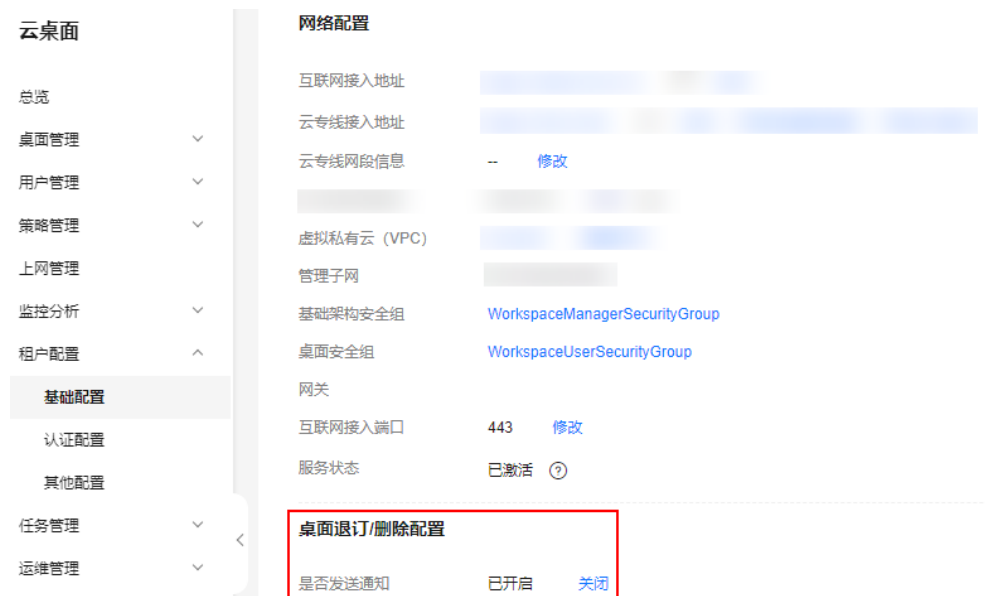 云桌面
总览
桌面管理
用户管理
策略管理
上网管理
监控分析
租户配置
基础配置
认证配置
其他配置
任务管理
运维管理
网络配置
互联网接入地址
云专线接入地址
云专线网段信息 -- 修改
虚拟私有云（VPC）
管理子网
基础架构安全组 WorkspaceManagerSecurityGroup
桌面安全组 WorkspaceUserSecurityGroup
网关
互联网接入端口 443 修改
服务状态 已激活 ?
桌面退订/删除配置
是否发送通知 已开启 关闭